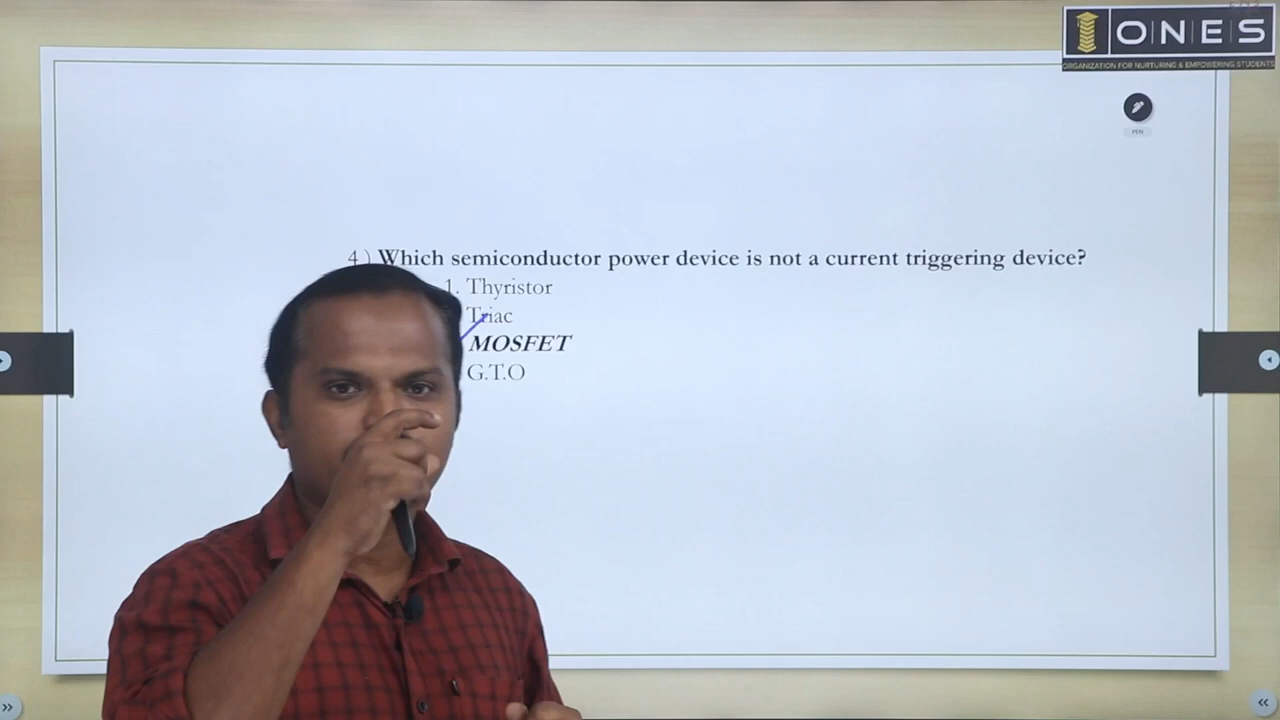 O|N|E|S
ORGANIZATION FOR NURTURING & EMPOWERING STUDENTS
PEN
4) Which semiconductor power device is not a current triggering device?
1. Thyristor
Triac
MOSFET
G.T.O